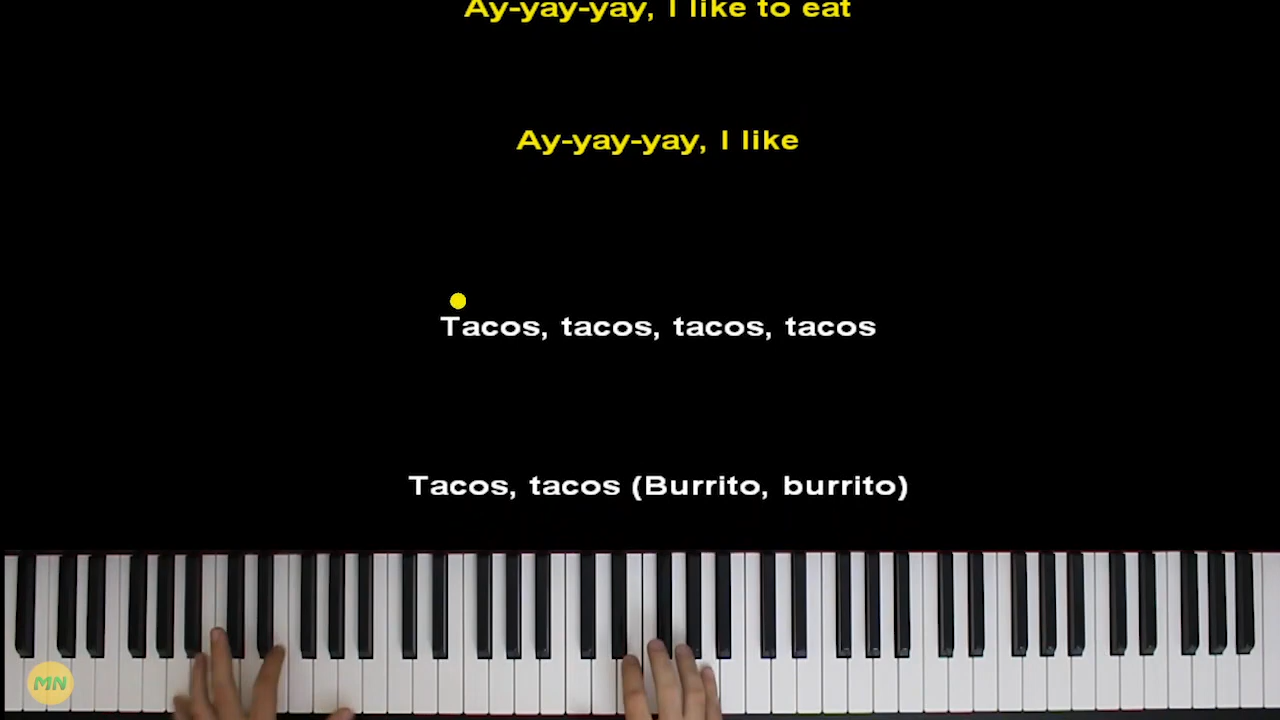 Ay-yay-yay, I like to eat
Ay-yay-yay, I like
Tacos, tacos, tacos, tacos
Tacos, tacos (Burrito, burrito)
MN